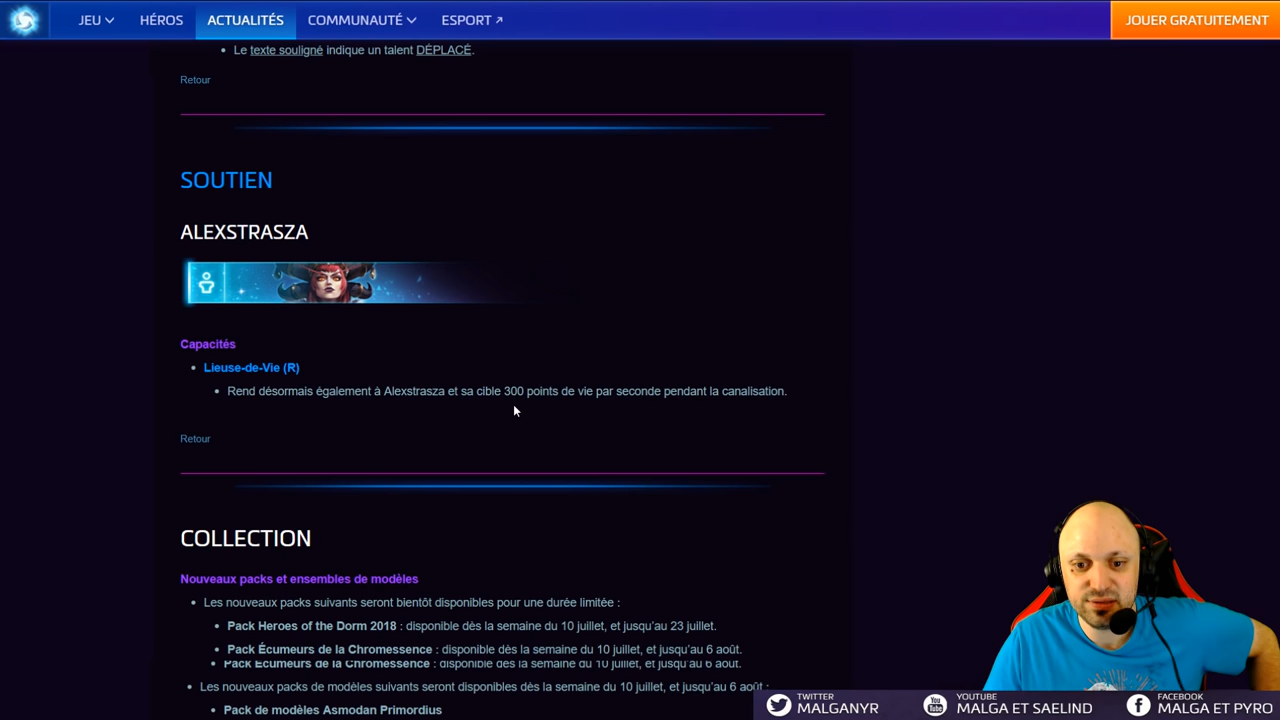 JEU HÉROS ACTUALITÉS COMMUNAUTÉ ESPORT JOUER GRATUITEMENT
Le texte souligné indique un talent DÉPLACÉ.
Retour
SOUTIEN
ALEXSTRASZA
Capacités
Lieuse-de-Vie (R)
Rend désormais également à Alexstrasza et sa cible 300 points de vie par seconde pendant la canalisation.
Retour
COLLECTION
Nouveaux packs et ensembles de modèles
Les nouveaux packs suivants seront bientôt disponibles pour une durée limitée :
Pack Heroes of the Dorm 2018 : disponible dès la semaine du 10 juillet, et jusqu'au 23 juillet.
Pack Écumeurs de la Chromessence : disponible dès la semaine du 10 juillet, et jusqu'au 6 août.
Pack Écumeurs de la Chromessence : disponible dès la semaine du 10 juillet, et jusqu'au 6 août.
Les nouveaux packs de modèles suivants seront disponibles dès la semaine du 10 juillet, et jusqu'au 6 août :
Pack de modèles Asmodan Primordius
TWITTER
MALGANYR
YOUTUBE
MALGA ET SAELIND
FACEBOOK
MALGA ET PYRO